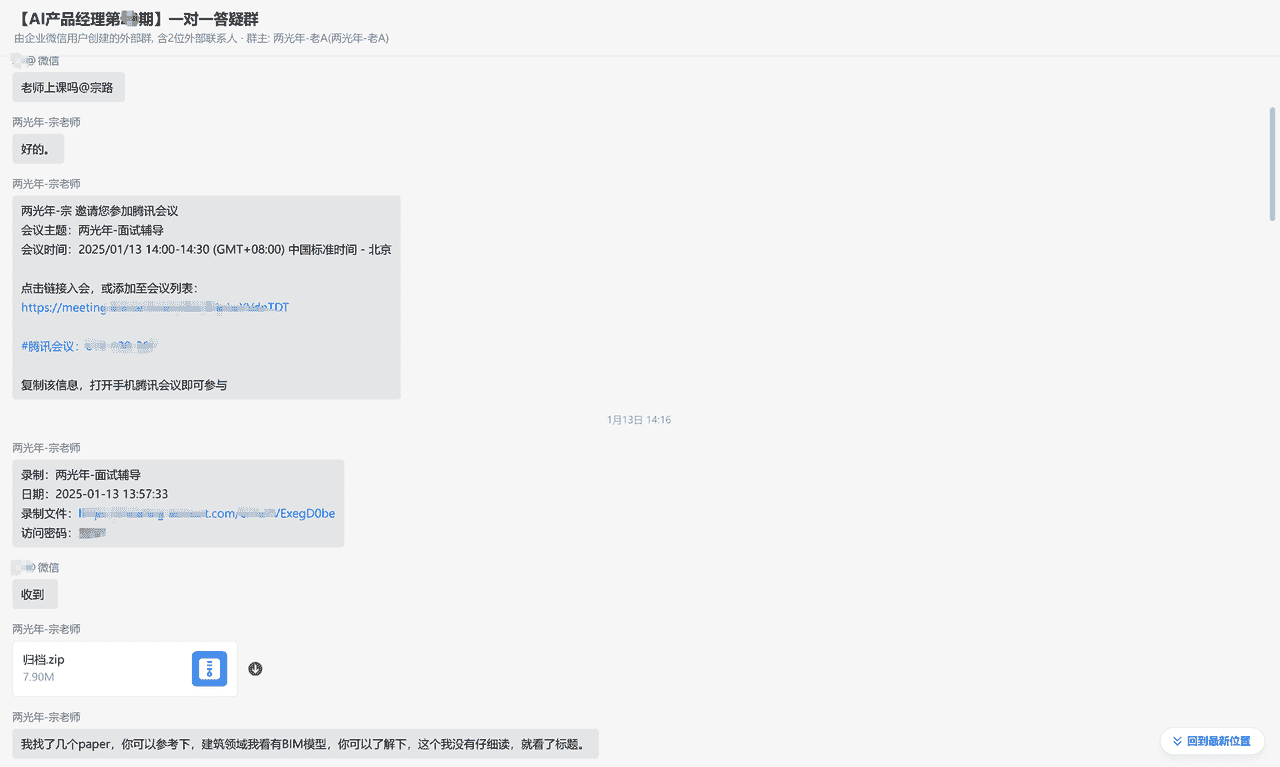 【AI产品经理第期】一对一答疑群
由企业微信用户创建的外部群, 含2位外部联系人 · 群主: 两光年-老A(两光年-老A)
@微信
老师上课吗@宗路
两光年-宗老师
好的。
两光年-宗老师
两光年-宗 邀请您参加腾讯会议
会议主题：两光年-面试辅导
会议时间：2025/01/13 14:00-14:30 (GMT+08:00) 中国标准时间 - 北京
点击链接入会，或添加至会议列表：
https://meeting
#腾讯会议：
复制该信息，打开手机腾讯会议即可参与
1月13日 14:16
两光年-宗老师
录制：两光年-面试辅导
日期：2025-01-13 13:57:33
录制文件： t.com/ /ExegD0be
访问密码：
微信
收到
两光年-宗老师
归档.zip
7.90M
两光年-宗老师
我找了几个paper，你可以参考下，建筑领域我看有BIM模型，你可以了解下，这个我没有仔细读，就看了标题。
回到最新位置